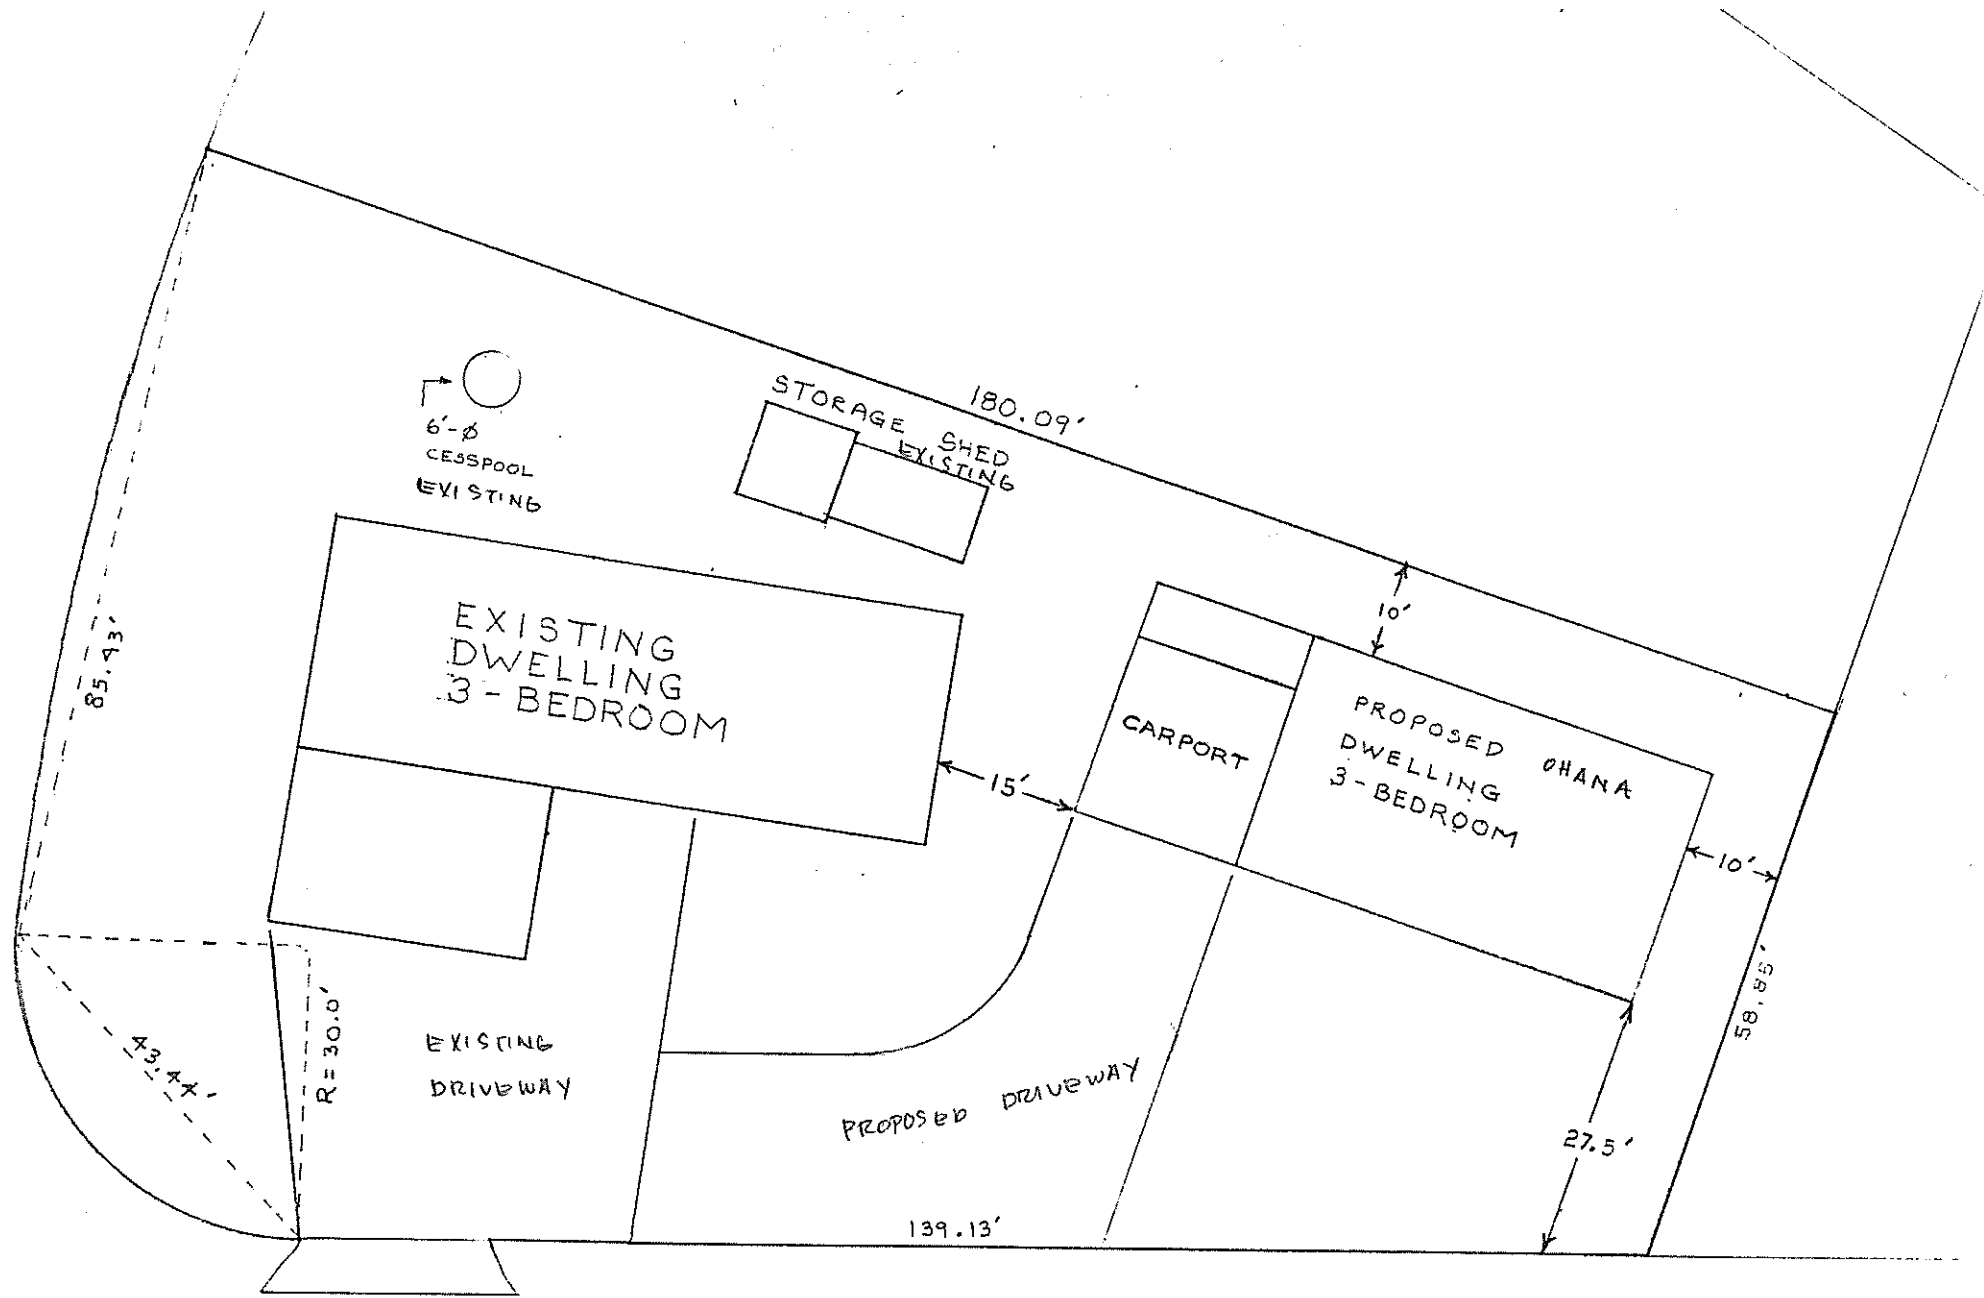 180.09'
STORAGE SHED
EXISTING
6'-ø
CESSPOOL
EXISTING
10'
EXISTING
DWELLING
3-BEDROOM
85.43'
CARPORT
PROPOSED OHANA
DWELLING
3-BEDROOM
15'
10'
58.85'
R=30.0'
43.44'
EXISTING
DRIVEWAY
PROPOSED DRIVEWAY
27.5'
139.13'